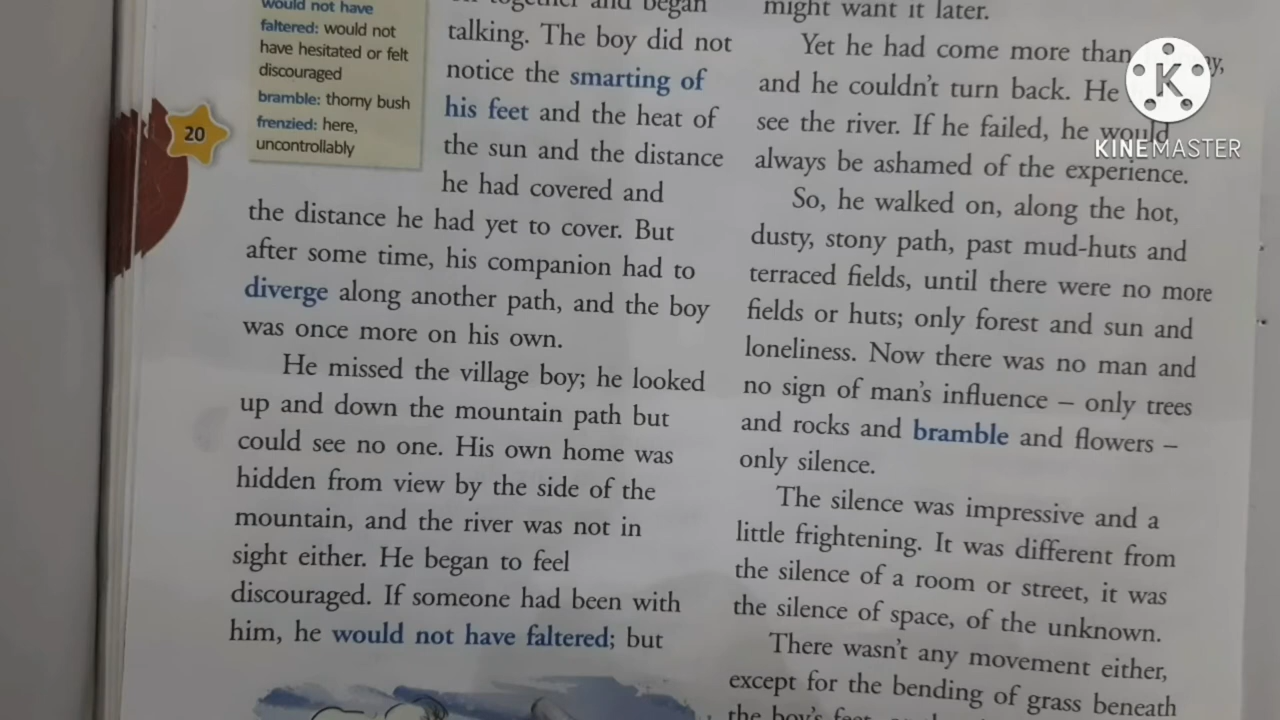 would not have
faltered: would not
have hesitated or felt
discouraged
bramble: thorny bush
frenzied: here,
uncontrollably
20
together and began
talking. The boy did not
notice the smarting of
his feet and the heat of
the sun and the distance
he had covered and
the distance he had yet to cover. But
after some time, his companion had to
diverge along another path, and the boy
was once more on his own.
He missed the village boy; he looked
up and down the mountain path but
could see no one. His own home was
hidden from view by the side of the
mountain, and the river was not in
sight either. He began to feel
discouraged. If someone had been with
him, he would not have faltered; but
might want it later.
Yet he had come more than
and he couldn't turn back. He
see the river. If he failed, he would
always be ashamed of the experience.
So, he walked on, along the hot,
dusty, stony path, past mud-huts and
terraced fields, until there were no more
fields or huts; only forest and sun and
loneliness. Now there was no man and
no sign of man's influence – only trees
and rocks and bramble and flowers –
only silence.
The silence was impressive and a
little frightening. It was different from
the silence of a room or street, it was
the silence of space, of the unknown.
There wasn't any movement either,
except for the bending of grass beneath
the boy's feet
K
KINEMASTER